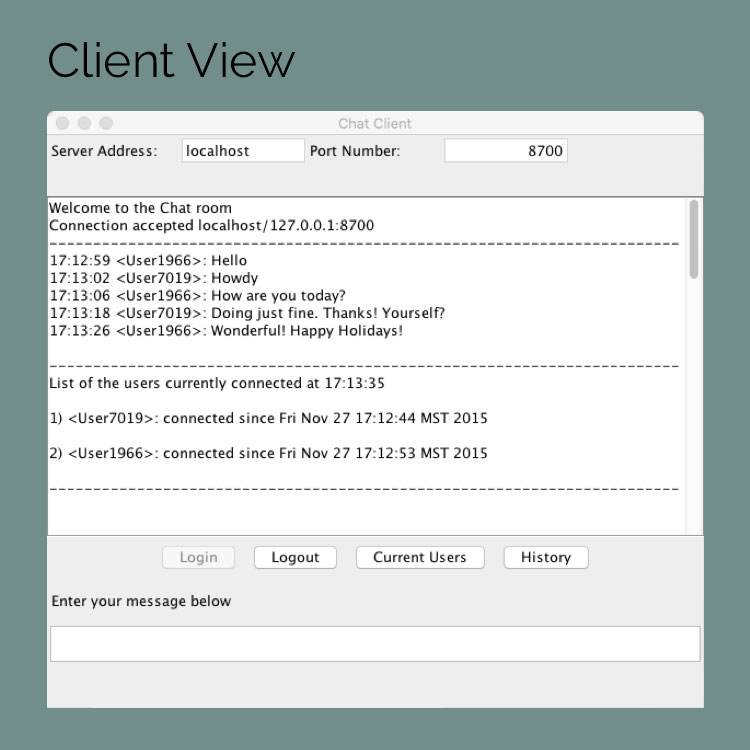 Client View
Chat Client
Server Address: localhost Port Number: 8700
Welcome to the Chat room
Connection accepted localhost/127.0.0.1:8700
17:12:59 <User1966>: Hello
17:13:02 <User7019>: Howdy
17:13:06 <User1966>: How are you today?
17:13:18 <User7019>: Doing just fine. Thanks! Yourself?
17:13:26 <User1966>: Wonderful! Happy Holidays!
List of the users currently connected at 17:13:35
1) <User7019>: connected since Fri Nov 27 17:12:44 MST 2015
2) <User1966>: connected since Fri Nov 27 17:12:53 MST 2015
Login Logout Current Users History
Enter your message below